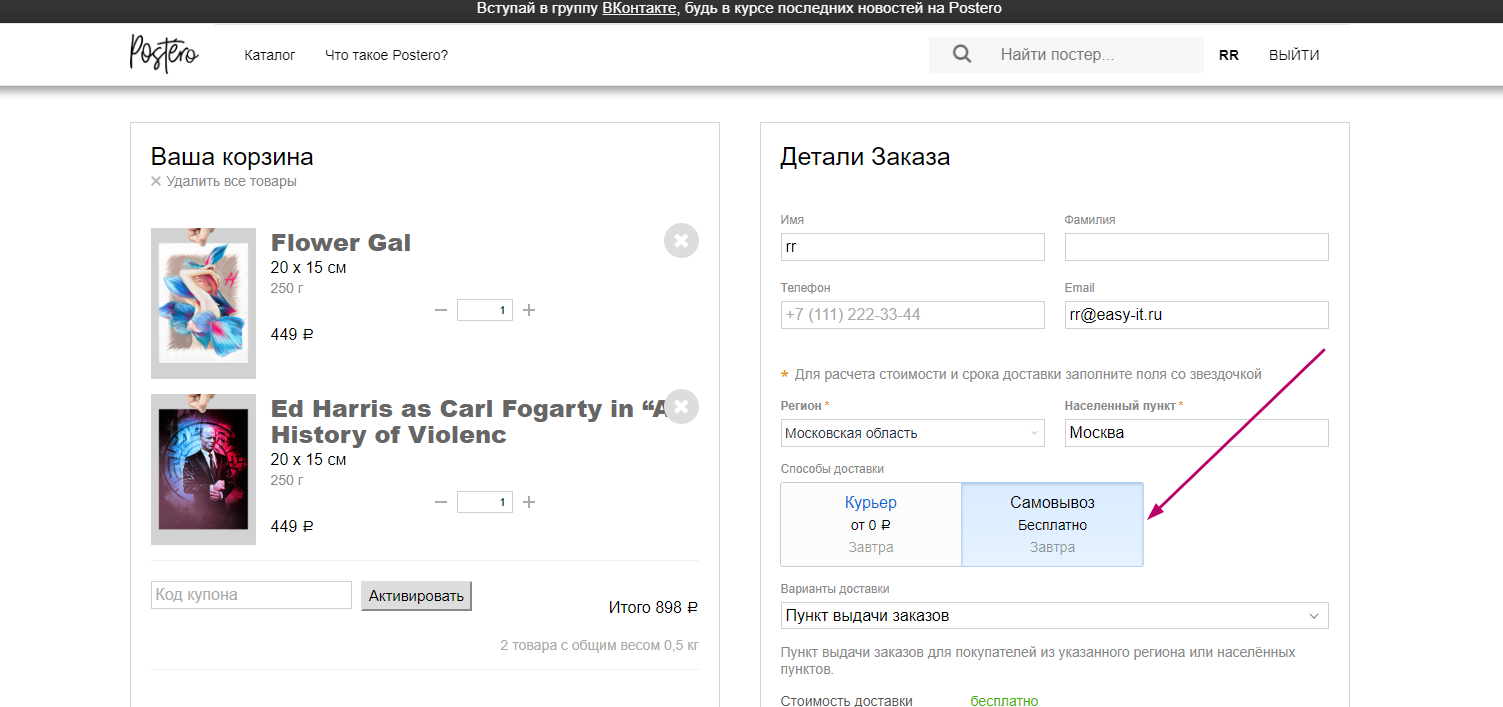 Вступай в группу ВКонтакте, будь в курсе последних новостей на Postero
Postero
Каталог
Что такое Postero?
Найти постер...
RR
ВЫЙТИ
Ваша корзина
Удалить все товары
Flower Gal
20 x 15 см
250 г
1
449 ₽
Ed Harris as Carl Fogarty in “A
History of Violenc
20 x 15 см
250 г
1
449 ₽
Код купона
Активировать
Итого 898 ₽
2 товара с общим весом 0,5 кг
Детали Заказа
Имя
Фамилия
rr
Телефон
Email
+7 (111) 222-33-44
rr@easy-it.ru
* Для расчета стоимости и срока доставки заполните поля со звездочкой
Регион *
Населенный пункт *
Московская область
Москва
Способы доставки
Курьер
от 0 ₽
Завтра
Самовывоз
Бесплатно
Завтра
Варианты доставки
Пункт выдачи заказов
Пункт выдачи заказов для покупателей из указанного региона или населённых
пунктов.
Стоимость доставки
бесплатно